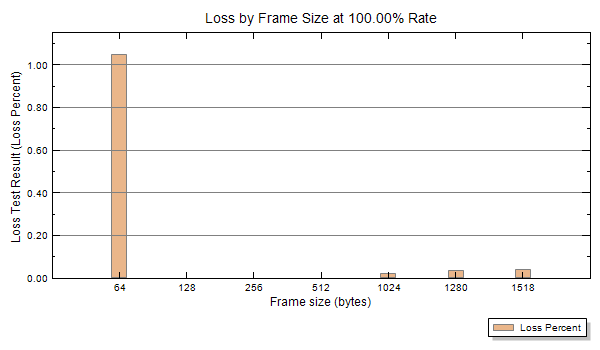 Loss by Frame Size at 100.00% Rate
Loss Test Result (Loss Percent)
1.00
0.80
0.60
0.40
0.20
0.00
64 128 256 512 1024 1280 1518
Frame size (bytes)
Loss Percent